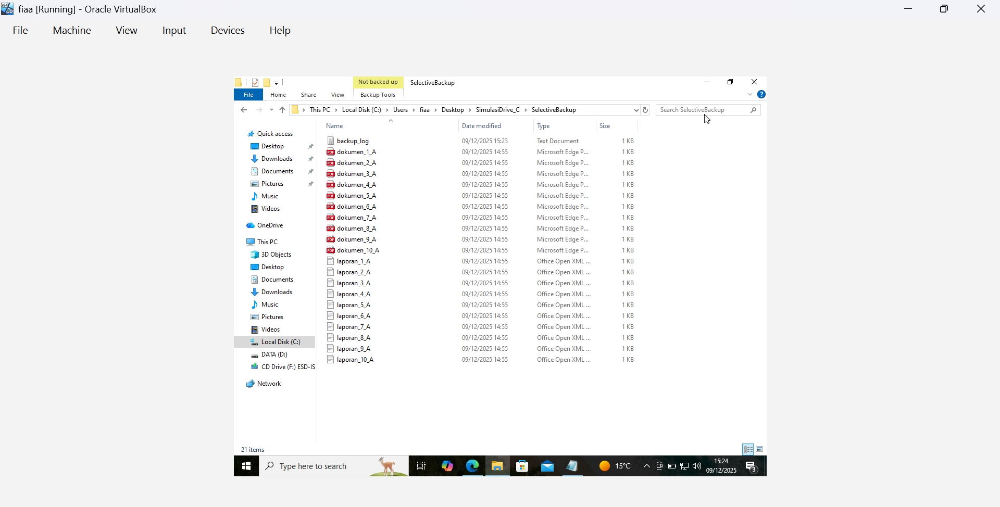 fiaa [Running] - Oracle VirtualBox
File Machine View Input Devices Help
Not backed up SelectiveBackup
File Home Share View Backup Tools
This PC > Local Disk (C:) > Users > fiaa > Desktop > SimulasiDrive_C > SelectiveBackup
Search SelectiveBackup
Name Date modified Type Size
Quick access
Desktop
Downloads
Documents
Pictures
Music
Videos
OneDrive
This PC
3D Objects
Desktop
Documents
Downloads
Music
Pictures
Videos
Local Disk (C:)
DATA (D:)
CD Drive (F:) ESD-IS
Network
backup_log 09/12/2025 15:23 Text Document 1 KB
dokumen_1_A 09/12/2025 14:55 Microsoft Edge P... 1 KB
dokumen_2_A 09/12/2025 14:55 Microsoft Edge P... 1 KB
dokumen_3_A 09/12/2025 14:55 Microsoft Edge P... 1 KB
dokumen_4_A 09/12/2025 14:55 Microsoft Edge P... 1 KB
dokumen_5_A 09/12/2025 14:55 Microsoft Edge P... 1 KB
dokumen_6_A 09/12/2025 14:55 Microsoft Edge P... 1 KB
dokumen_7_A 09/12/2025 14:55 Microsoft Edge P... 1 KB
dokumen_8_A 09/12/2025 14:55 Microsoft Edge P... 1 KB
dokumen_9_A 09/12/2025 14:55 Microsoft Edge P... 1 KB
dokumen_10_A 09/12/2025 14:55 Microsoft Edge P... 1 KB
laporan_1_A 09/12/2025 14:55 Office Open XML ... 1 KB
laporan_2_A 09/12/2025 14:55 Office Open XML ... 1 KB
laporan_3_A 09/12/2025 14:55 Office Open XML ... 1 KB
laporan_4_A 09/12/2025 14:55 Office Open XML ... 1 KB
laporan_5_A 09/12/2025 14:55 Office Open XML ... 1 KB
laporan_6_A 09/12/2025 14:55 Office Open XML ... 1 KB
laporan_7_A 09/12/2025 14:55 Office Open XML ... 1 KB
laporan_8_A 09/12/2025 14:55 Office Open XML ... 1 KB
laporan_9_A 09/12/2025 14:55 Office Open XML ... 1 KB
laporan_10_A 09/12/2025 14:55 Office Open XML ... 1 KB
21 items
Type here to search
15°C
15:24
09/12/2025
3